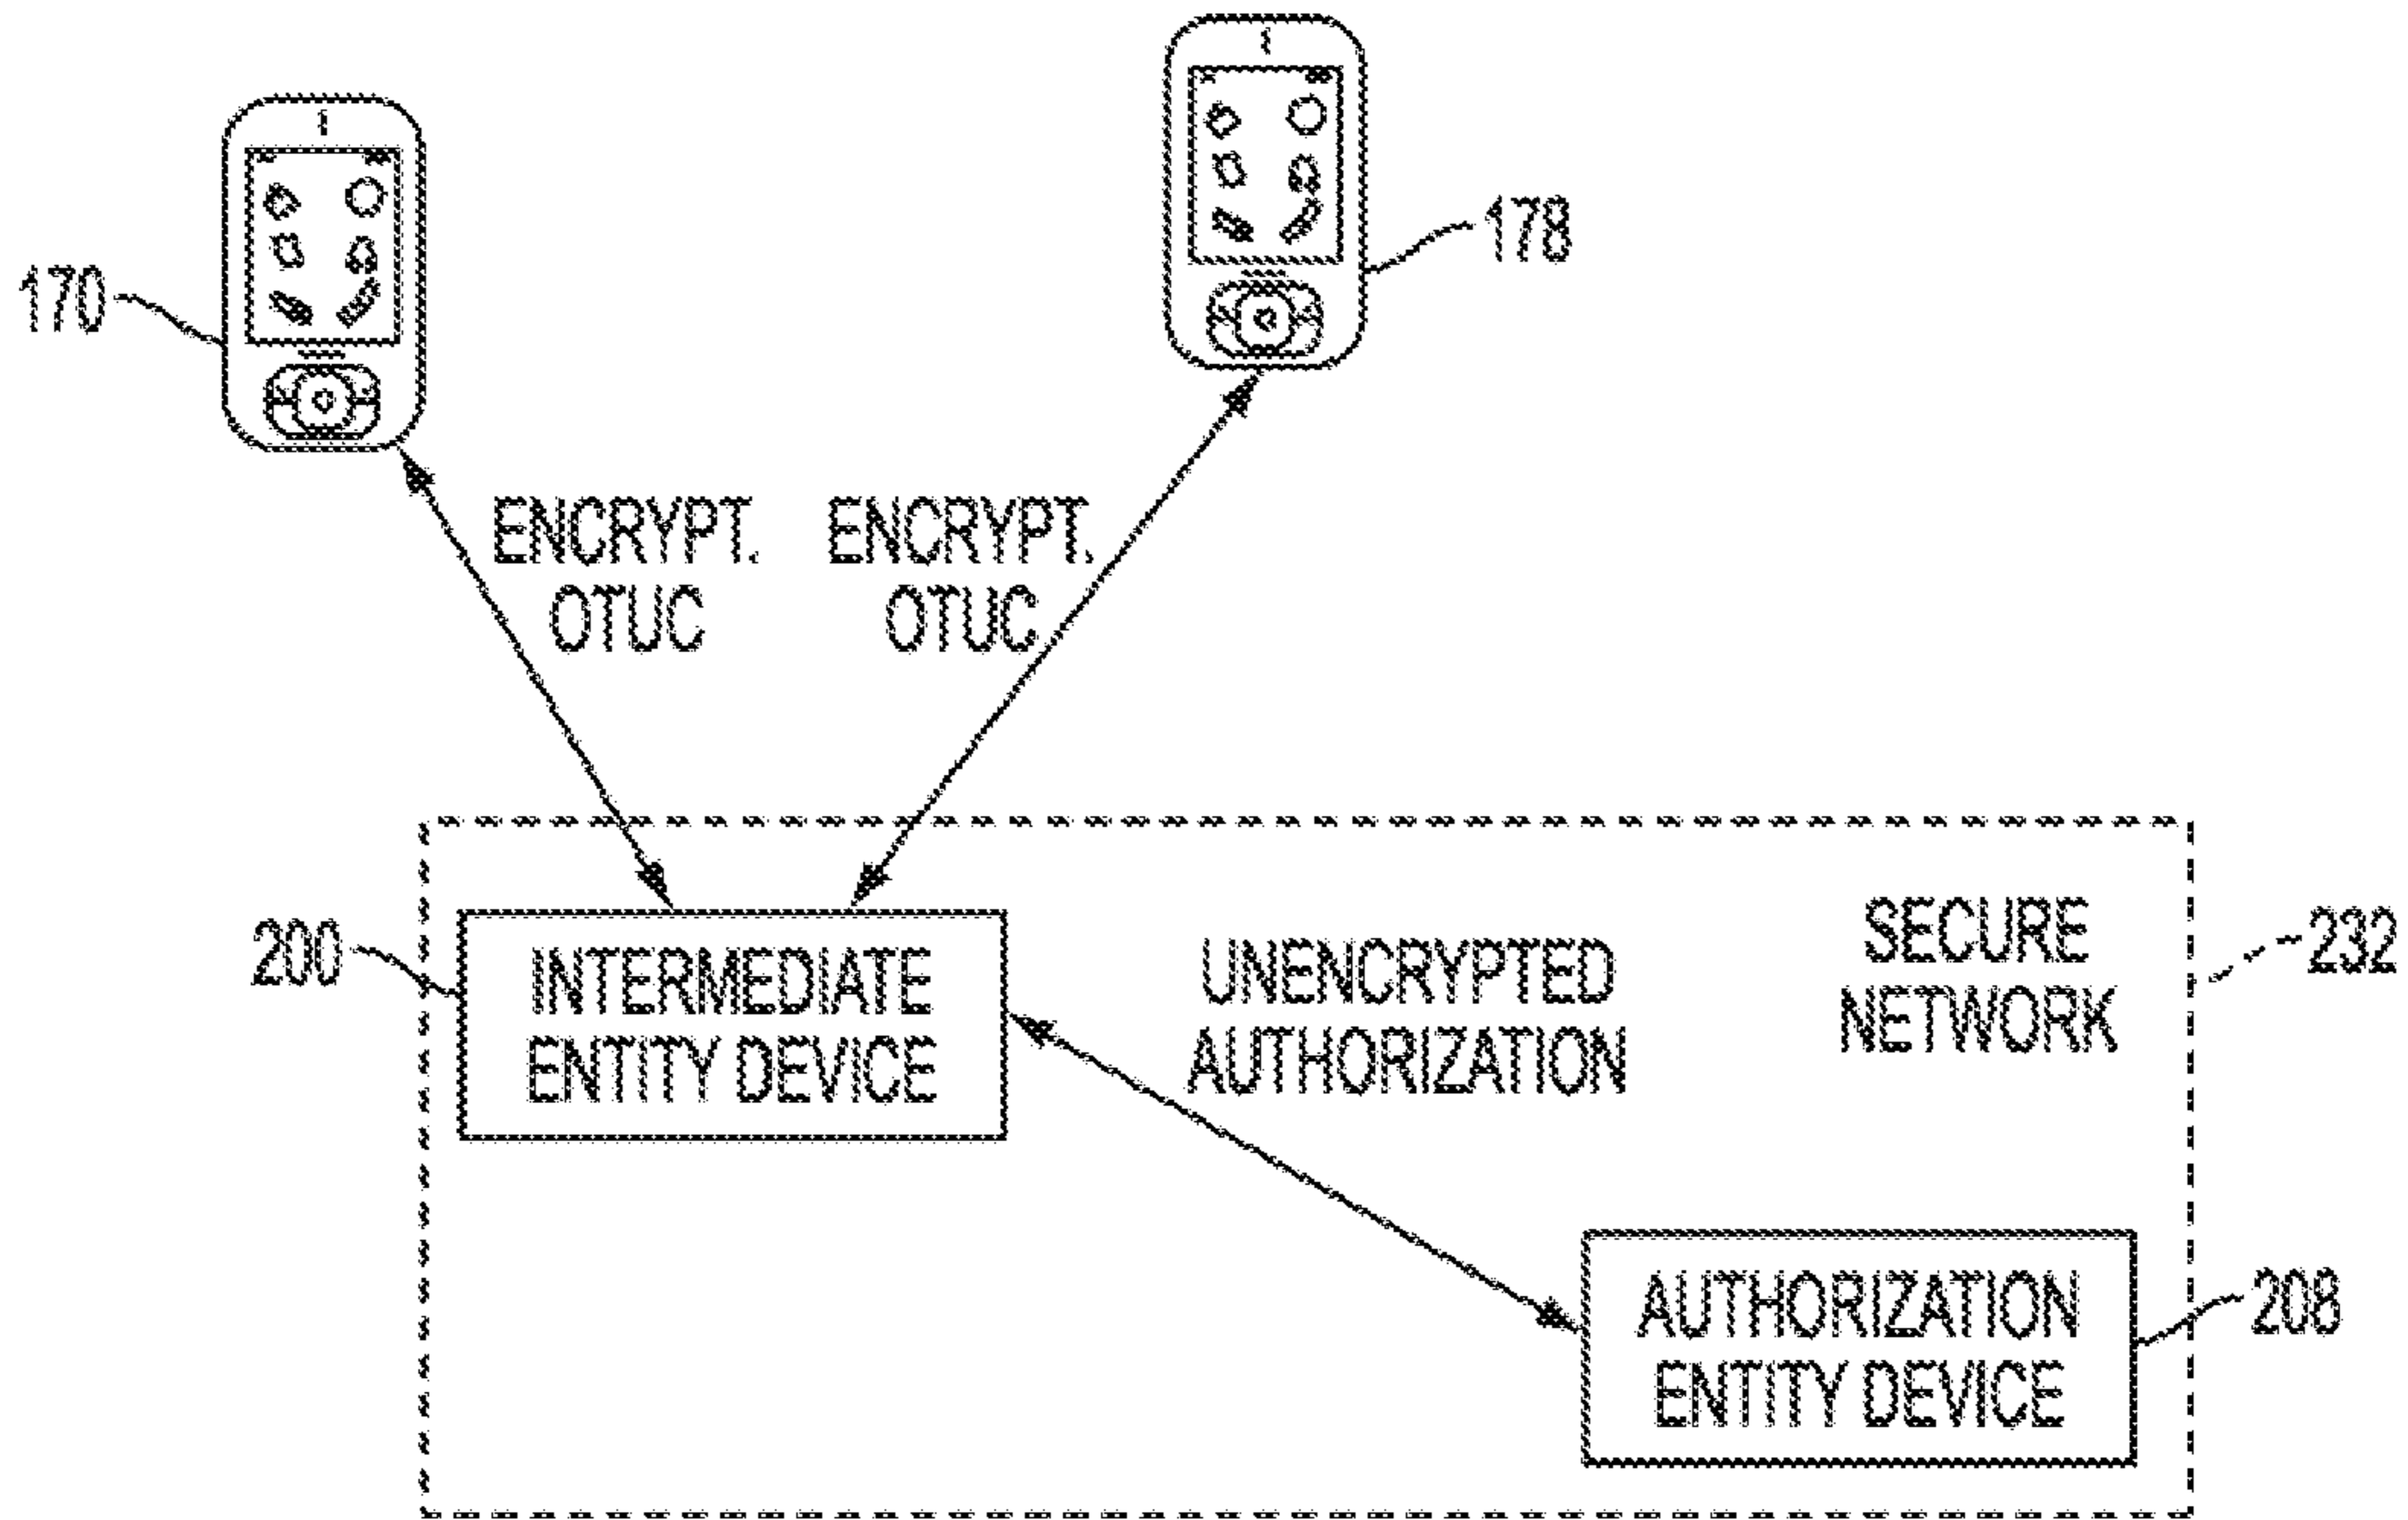 178
170
ENCRYPT.
OTUC
ENCRYPT.
OTUC
200
INTERMEDIATE
ENTITY DEVICE
UNENCRYPTED
AUTHORIZATION
SECURE
NETWORK
232
AUTHORIZATION
ENTITY DEVICE
208